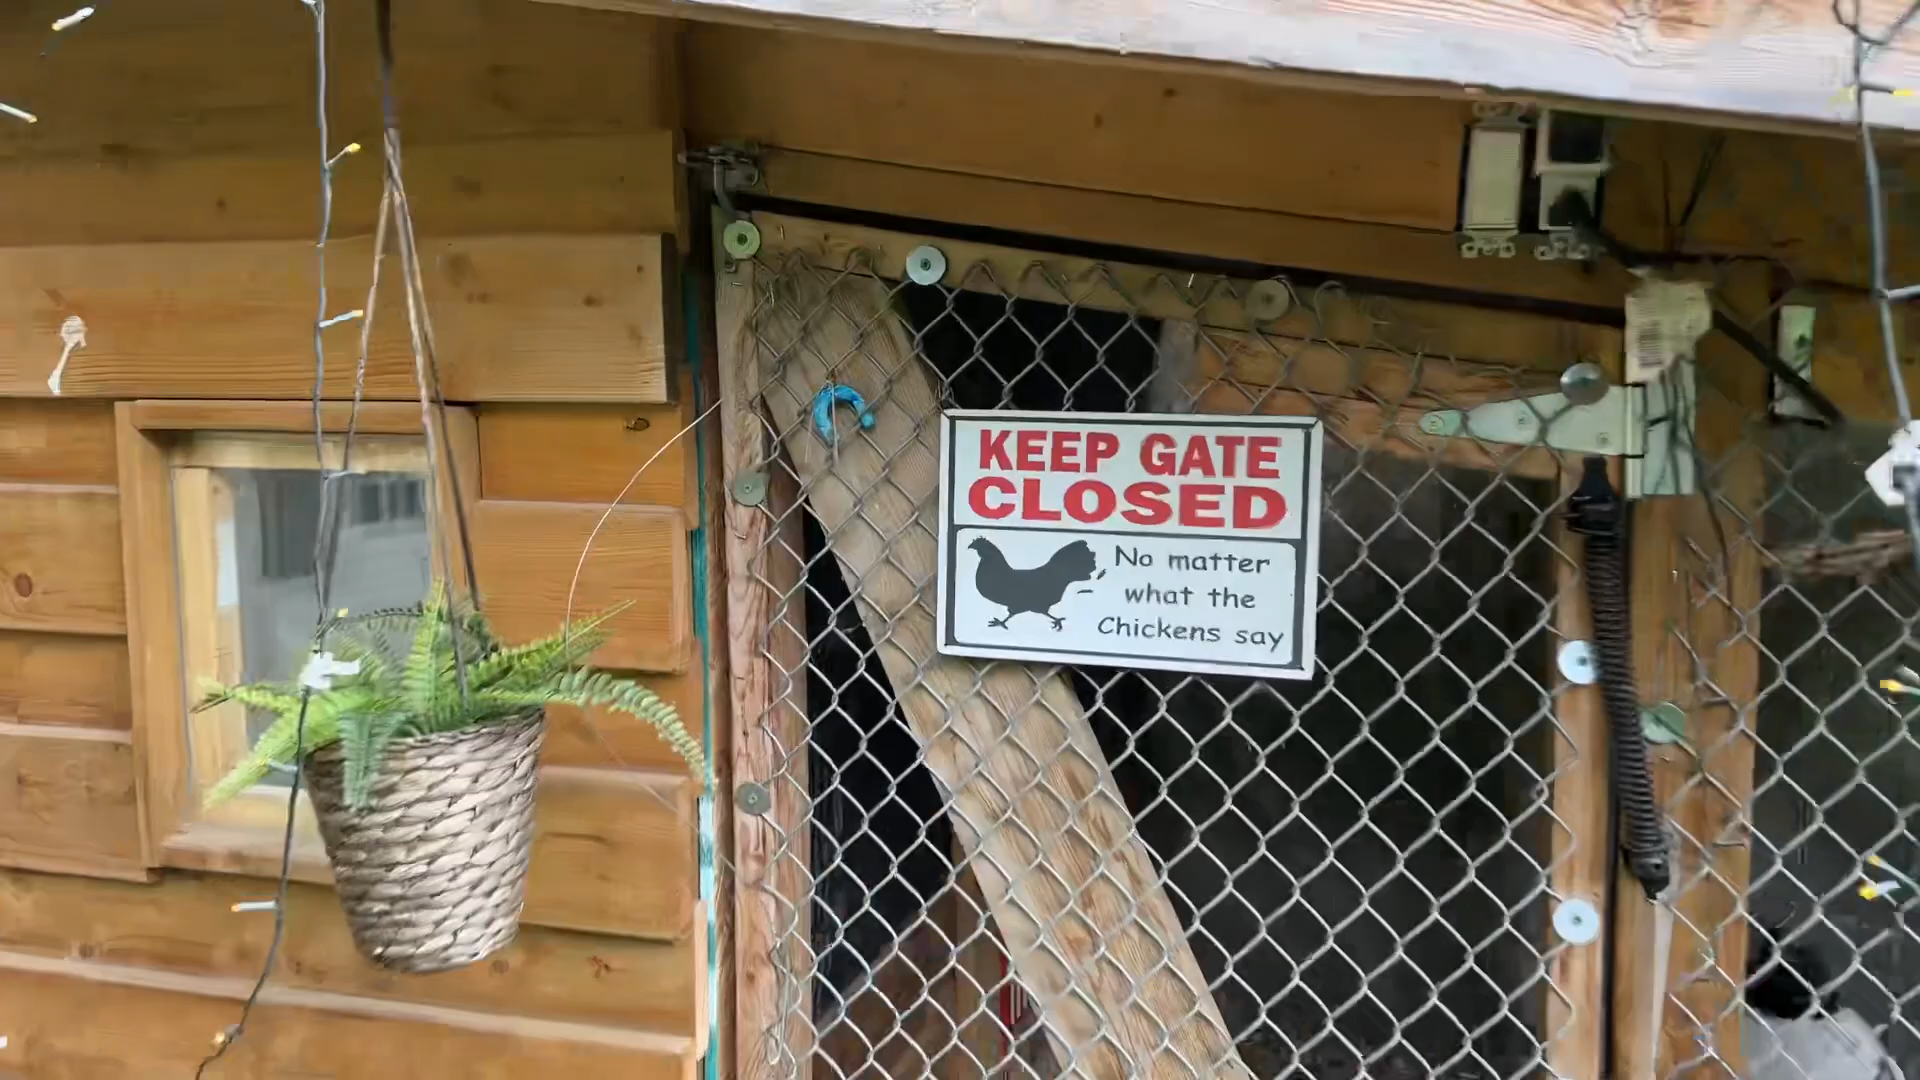 KEEP GATE
CLOSED
No matter
what the
Chickens say